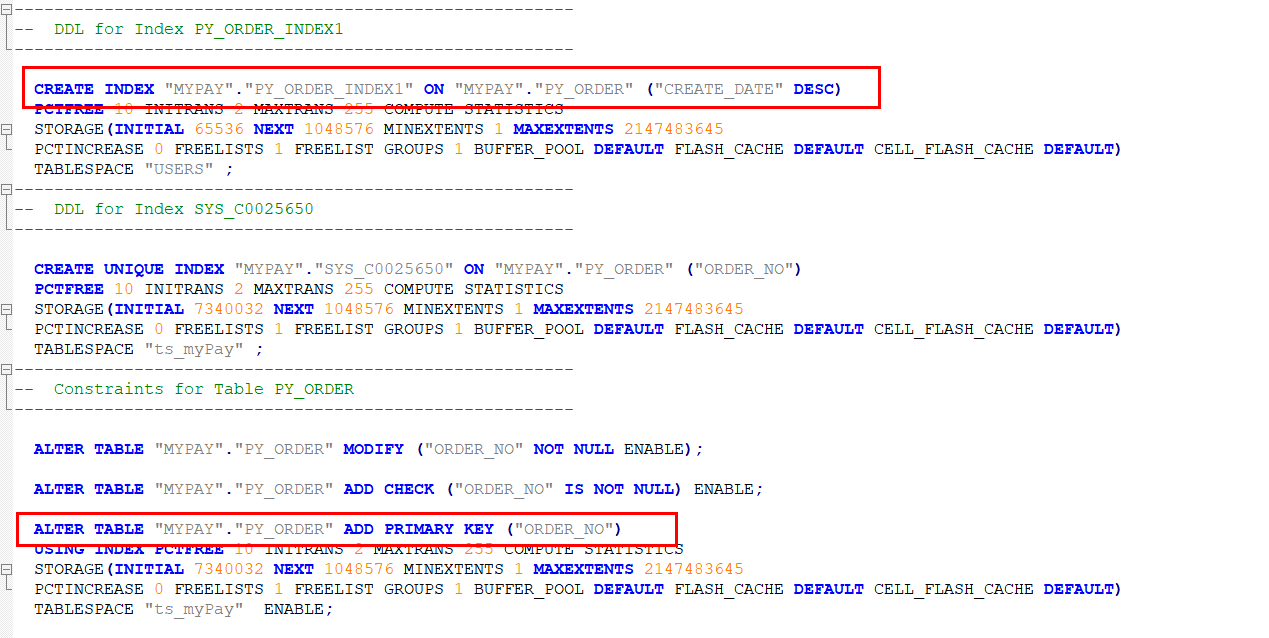 --------------------------------------------------------
--  DDL for Index PY_ORDER_INDEX1
--------------------------------------------------------
CREATE INDEX "MYPAY"."PY_ORDER_INDEX1" ON "MYPAY"."PY_ORDER" ("CREATE_DATE" DESC)
PCTFREE 10 INITRANS 2 MAXTRANS 255 COMPUTE STATISTICS
STORAGE(INITIAL 65536 NEXT 1048576 MINEXTENTS 1 MAXEXTENTS 2147483645
PCTINCREASE 0 FREELISTS 1 FREELIST GROUPS 1 BUFFER_POOL DEFAULT FLASH_CACHE DEFAULT CELL_FLASH_CACHE DEFAULT)
TABLESPACE "USERS" ;
--------------------------------------------------------
--  DDL for Index SYS_C0025650
--------------------------------------------------------
CREATE UNIQUE INDEX "MYPAY"."SYS_C0025650" ON "MYPAY"."PY_ORDER" ("ORDER_NO")
PCTFREE 10 INITRANS 2 MAXTRANS 255 COMPUTE STATISTICS
STORAGE(INITIAL 7340032 NEXT 1048576 MINEXTENTS 1 MAXEXTENTS 2147483645
PCTINCREASE 0 FREELISTS 1 FREELIST GROUPS 1 BUFFER_POOL DEFAULT FLASH_CACHE DEFAULT CELL_FLASH_CACHE DEFAULT)
TABLESPACE "ts_myPay" ;
--------------------------------------------------------
--  Constraints for Table PY_ORDER
--------------------------------------------------------
ALTER TABLE "MYPAY"."PY_ORDER" MODIFY ("ORDER_NO" NOT NULL ENABLE);
ALTER TABLE "MYPAY"."PY_ORDER" ADD CHECK ("ORDER_NO" IS NOT NULL) ENABLE;
ALTER TABLE "MYPAY"."PY_ORDER" ADD PRIMARY KEY ("ORDER_NO")
USING INDEX PCTFREE 10 INITRANS 2 MAXTRANS 255 COMPUTE STATISTICS
STORAGE(INITIAL 7340032 NEXT 1048576 MINEXTENTS 1 MAXEXTENTS 2147483645
PCTINCREASE 0 FREELISTS 1 FREELIST GROUPS 1 BUFFER_POOL DEFAULT FLASH_CACHE DEFAULT CELL_FLASH_CACHE DEFAULT)
TABLESPACE "ts_myPay"  ENABLE;